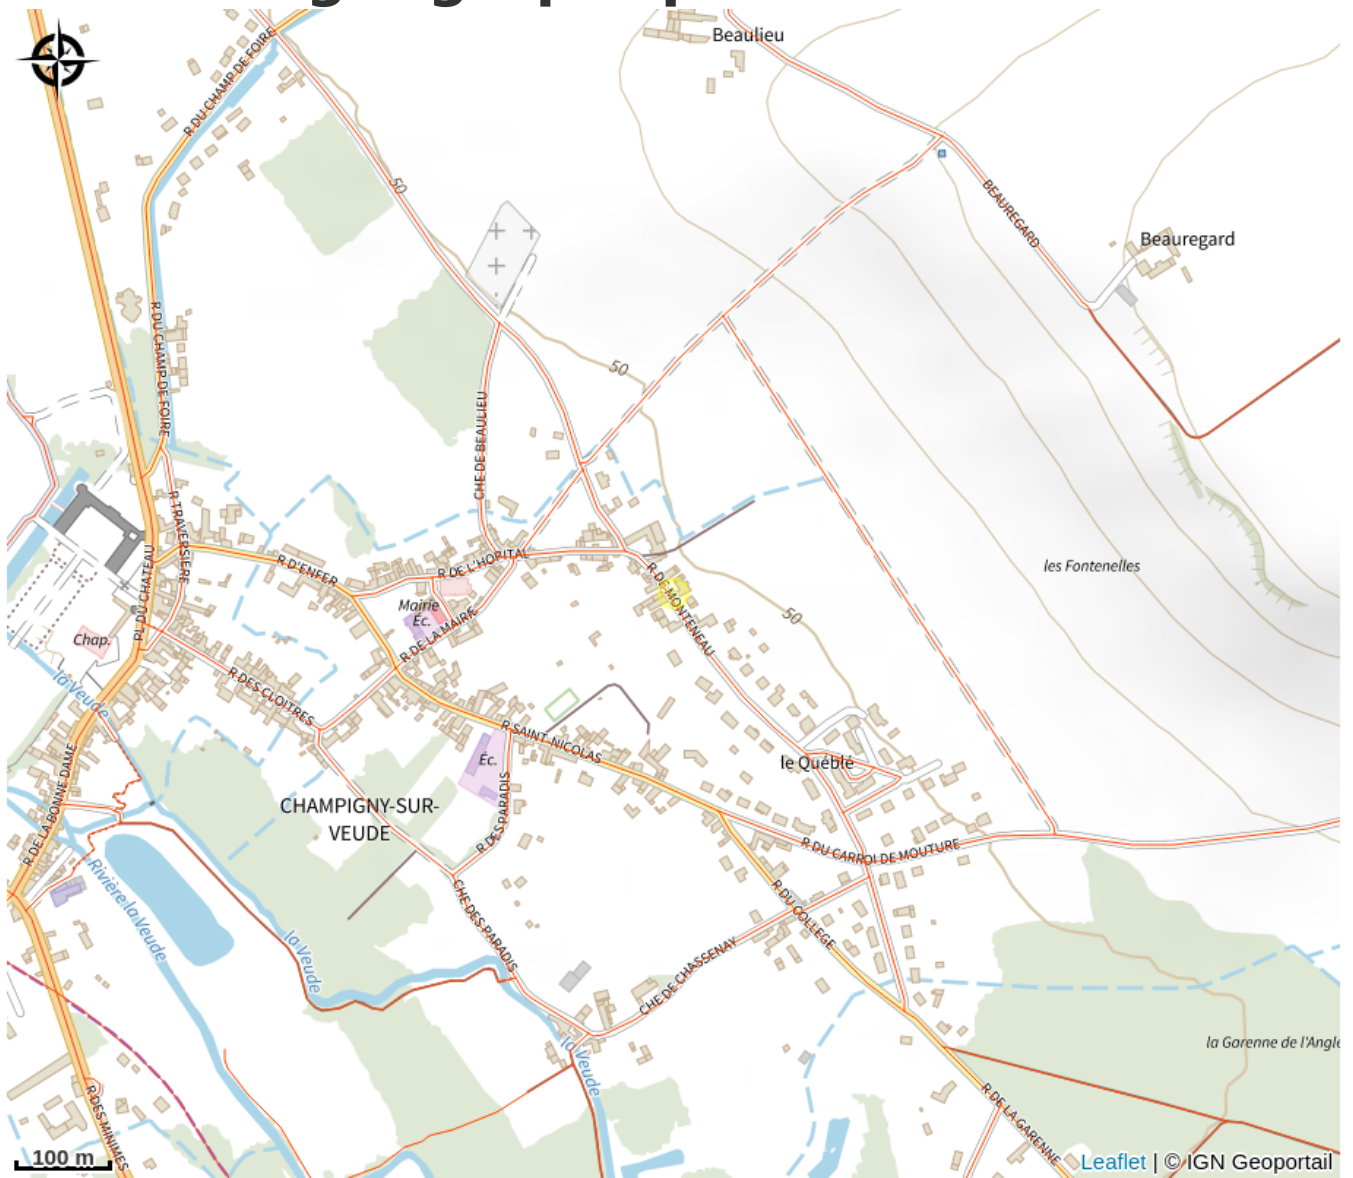 Beaulieu
R DU CHAMP DE FOIRE
50
BEAUREGARD
Beauregard
R DU CHAMP DE FOIRE
50
CHE DE BEAULIEU
R TRAVERSIERE
PL DU CHATEAU
R D'ENFER
R DE L'HOPITAL
Mairie
Éc.
R DE LA MAIRIE
R DE MONTENEAU
50
les Fontenelles
Chap.
la Veude
R DES CLOITRES
R SAINT-NICOLAS
Éc.
le Québlé
R DE LA BONNE DAME
CHAMPIGNY-SUR-
VEUDE
R DES PARADIS
R DU CARROI DE MOUTURE
Rivière la Veude
la Veude
CHE DES PARADIS
R DU COLLEGE
CHE DE CHASSENAY
la Veude
la Garenne de l'Angle
R DES MINIMES
R DE LA GARENNE
100 m
Leaflet | © IGN Geoportail